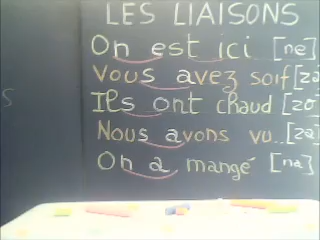 LES LIAISONS
On est ici [ne]
Vous avez soif [za
Ils ont chaud [zo
Nous avons vu..[za
On a mangé [na]